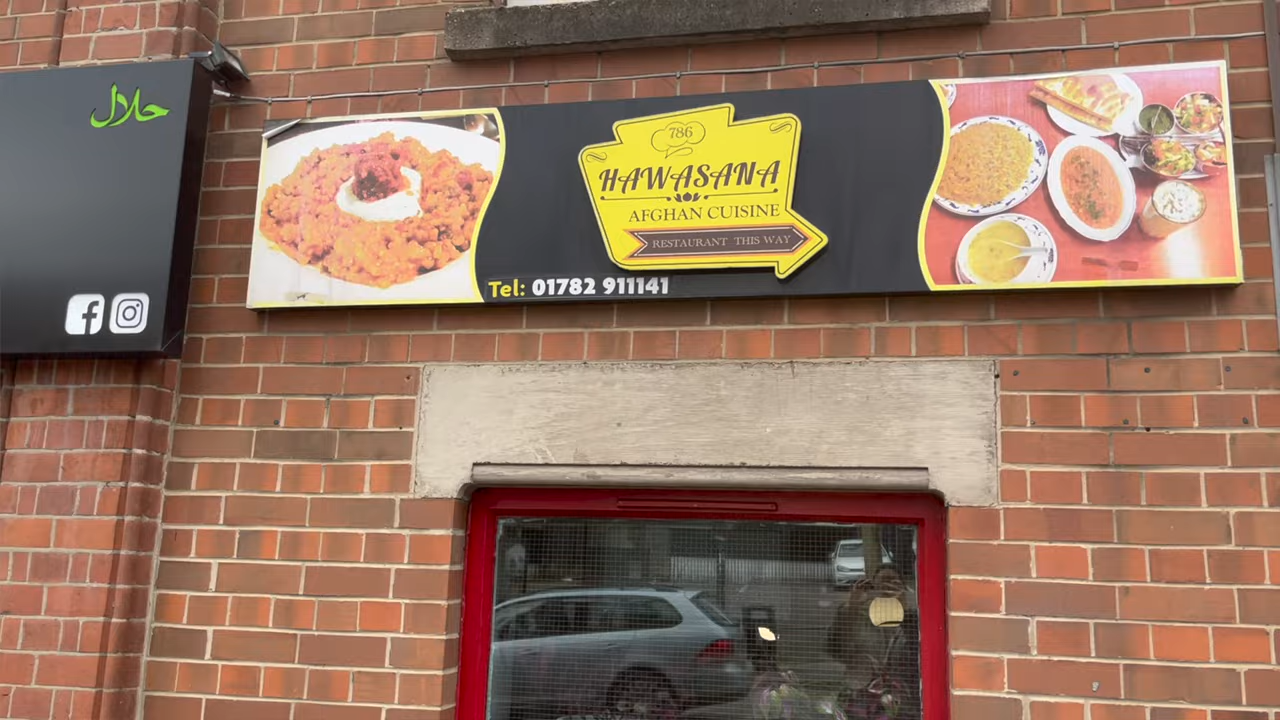 حلال
786
HAWASANA
AFGHAN CUISINE
RESTAURANT THIS WAY
Tel: 01782 911141